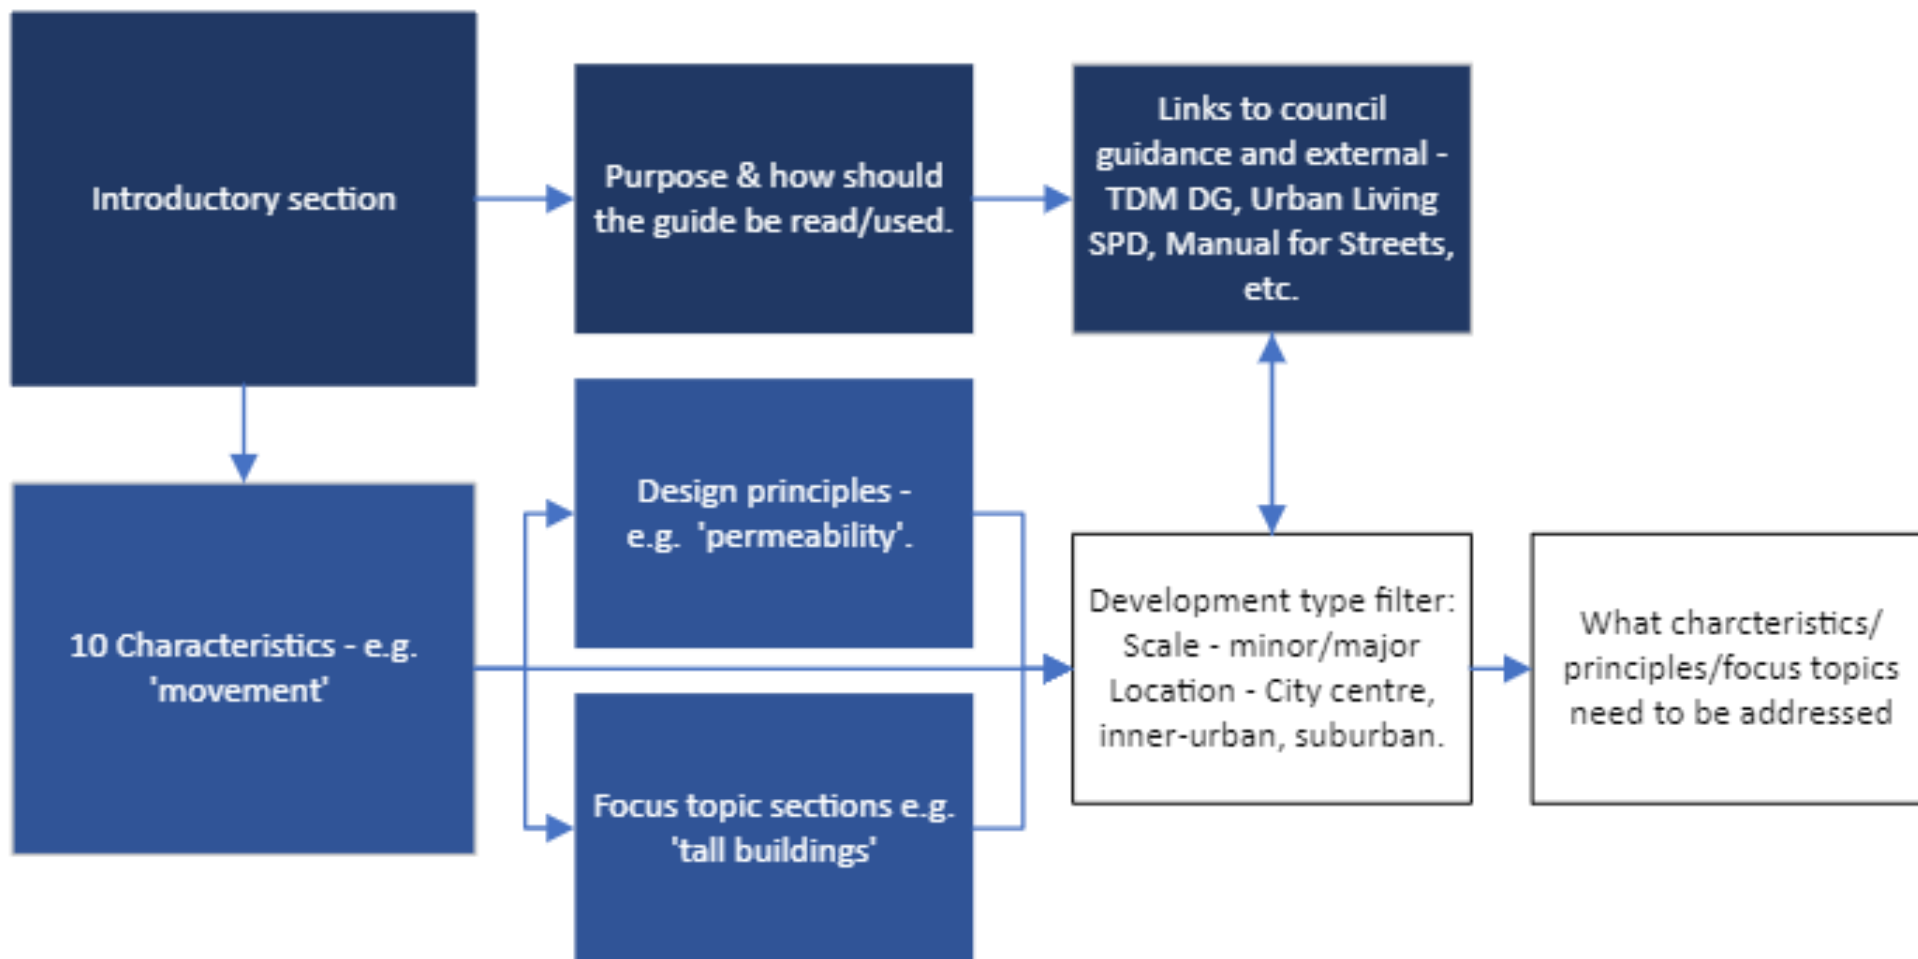 Introductory section
Purpose & how should
the guide be read/used.
Links to council
guidance and external -
TDM DG, Urban Living
SPD, Manual for Streets,
etc.
10 Characteristics - e.g.
'movement'
Design principles -
e.g. 'permeability'.
Focus topic sections e.g.
'tall buildings'
Development type filter:
Scale - minor/major
Location - City centre,
inner-urban, suburban.
What charcteristics/
principles/focus topics
need to be addressed